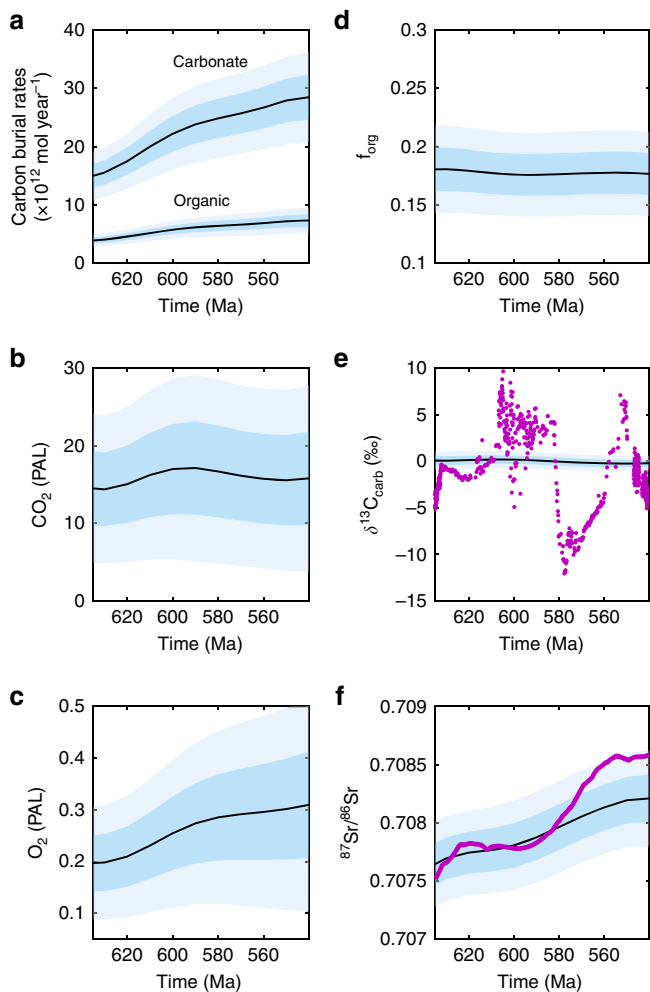 a
Carbon burial rates
(×10¹² mol year⁻¹)
40
30
20
10
0
Carbonate
Organic
620 600 580 560
Time (Ma)
d
f_org
0.3
0.25
0.2
0.15
0.1
620 600 580 560
Time (Ma)
b
CO₂ (PAL)
30
20
10
0
620 600 580 560
Time (Ma)
e
δ¹³C_carb (‰)
10
5
0
−5
−10
−15
620 600 580 560
Time (Ma)
c
O₂ (PAL)
0.5
0.4
0.3
0.2
0.1
620 600 580 560
Time (Ma)
f
⁸⁷Sr/⁸⁶Sr
0.709
0.7085
0.708
0.7075
0.707
620 600 580 560
Time (Ma)